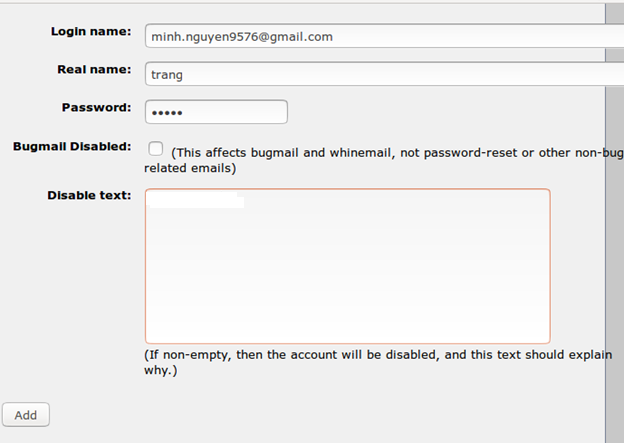 Login name: minh.nguyen9576@gmail.com
Real name: trang
Password: •••••
Bugmail Disabled: (This affects bugmail and whinemail, not password-reset or other non-bug
related emails)
Disable text:
(If non-empty, then the account will be disabled, and this text should explain
why.)
Add